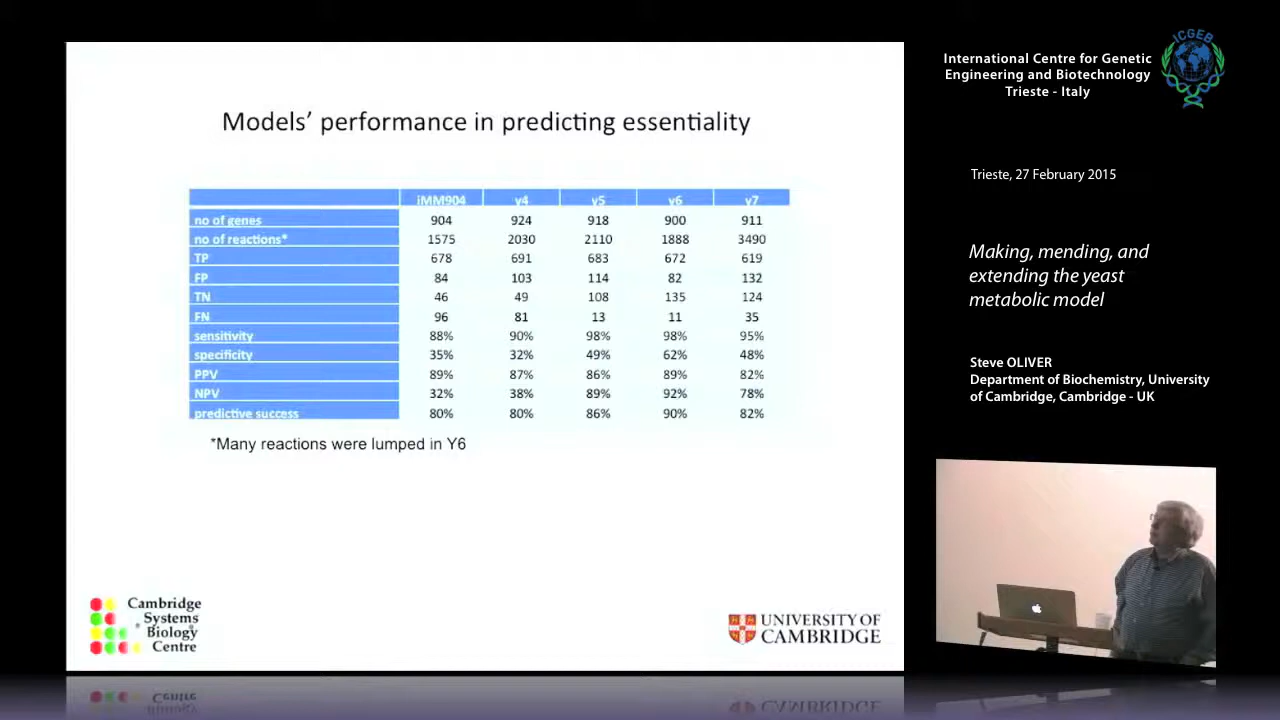 Models' performance in predicting essentiality
iMM904 y4 y5 y6 y7
no of genes 904 924 918 900 911
no of reactions* 1575 2030 2110 1888 3490
TP 678 691 683 672 619
FP 84 103 114 82 132
TN 46 49 108 135 124
FN 96 81 13 11 35
sensitivity 88% 90% 98% 98% 95%
specificity 35% 32% 49% 62% 48%
PPV 89% 87% 86% 89% 82%
NPV 32% 38% 89% 92% 78%
predictive success 80% 80% 86% 90% 82%
*Many reactions were lumped in Y6
Cambridge
Systems
Biology
Centre
UNIVERSITY OF
CAMBRIDGE
ICGEB
International Centre for Genetic
Engineering and Biotechnology
Trieste - Italy
Trieste, 27 February 2015
Making, mending, and
extending the yeast
metabolic model
Steve OLIVER
Department of Biochemistry, University
of Cambridge, Cambridge - UK